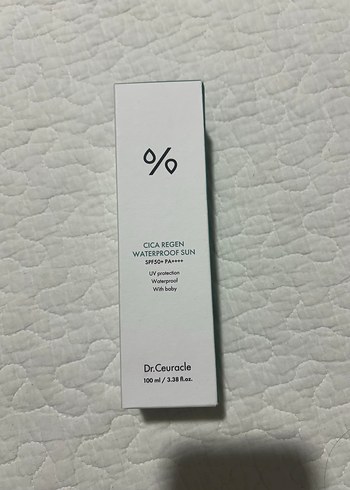 %
CICA REGEN
WATERPROOF SUN
SPF50+ PA++++
UV protection
Waterproof
With baby
Dr.Ceuracle
100 ml / 3.38 fl.oz.